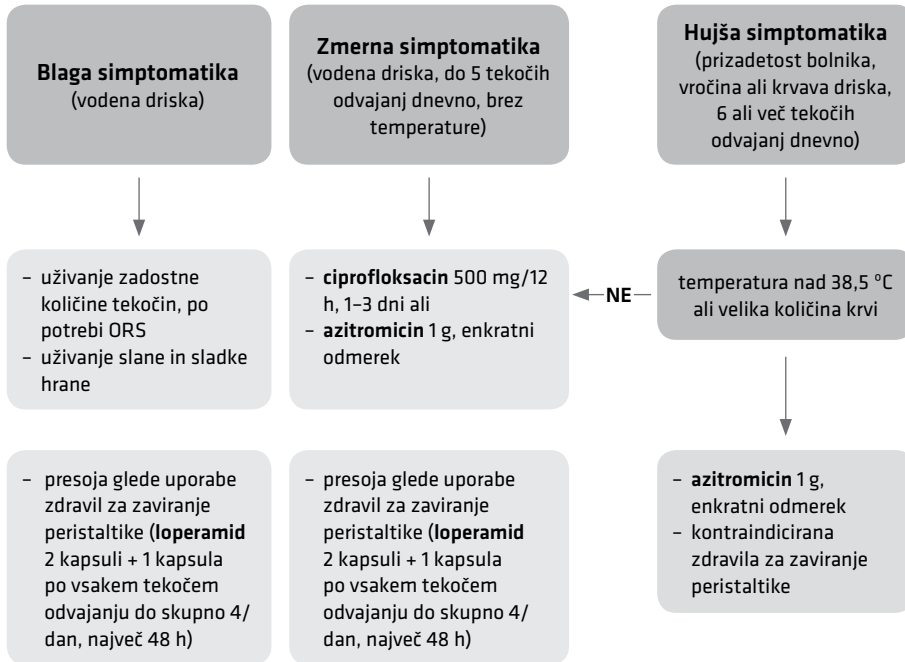 Blaga simptomatika
(vodena driska)
Zmerna simptomatika
(vodena driska, do 5 tekočih
odvajanj dnevno, brez
temperature)
Hujša simptomatika
(prizadetost bolnika,
vročina ali krvava driska,
6 ali več tekočih
odvajanj dnevno)
– uživanje zadostne
količine tekočin, po
potrebi ORS
– uživanje slane in sladke
hrane
– ciprofloksacin 500 mg/12
h, 1–3 dni ali
– azitromicin 1 g, enkratni
odmerek
NE
temperatura nad 38,5 °C
ali velika količina krvi
– presoja glede uporabe
zdravil za zaviranje
peristaltike (loperamid
2 kapsuli + 1 kapsula
po vsakem tekočem
odvajanju do skupno 4/
dan, največ 48 h)
– presoja glede uporabe
zdravil za zaviranje
peristaltike (loperamid
2 kapsuli + 1 kapsula
po vsakem tekočem
odvajanju do skupno 4/
dan, največ 48 h)
– azitromicin 1 g,
enkratni odmerek
– kontraindicirana
zdravila za zaviranje
peristaltike